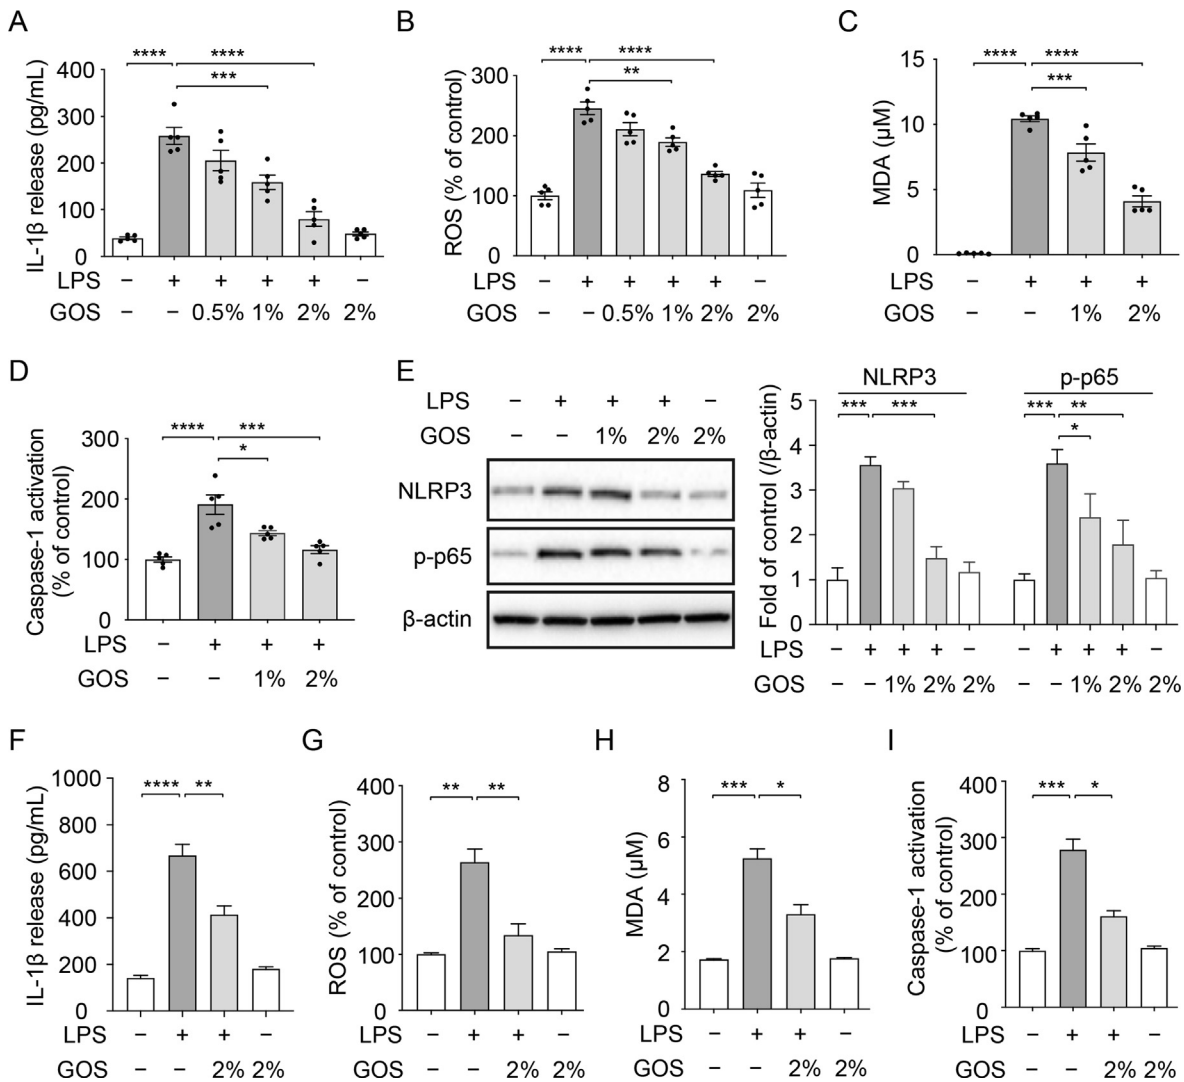 A
IL-1β release (pg/mL)
400
300
200
100
0
**** ****
***
LPS – + + + + –
GOS – – 0.5% 1% 2% 2%
B
ROS (% of control)
300
200
100
0
**** ****
**
LPS – + + + + –
GOS – – 0.5% 1% 2% 2%
C
MDA (μM)
15
10
5
0
**** ****
***
LPS – + + +
GOS – – 1% 2%
D
Caspase-1 activation
(% of control)
300
200
100
0
**** ***
*
LPS – + + +
GOS – – 1% 2%
E
LPS – + + + –
GOS – – 1% 2% 2%
NLRP3
p-p65
β-actin
NLRP3 p-p65
Fold of control (/β-actin)
5
4
3
2
1
0
*** *** *** **
*
LPS – + + + – – + + + –
GOS – – 1% 2% 2% – – 1% 2% 2%
F
IL-1β release (pg/mL)
1000
800
600
400
200
0
**** **
LPS – + + –
GOS – – 2% 2%
G
ROS (% of control)
400
300
200
100
0
** **
LPS – + + –
GOS – – 2% 2%
H
MDA (μM)
8
6
4
2
0
*** *
LPS – + + –
GOS – – 2% 2%
I
Caspase-1 activation
(% of control)
400
300
200
100
0
*** *
LPS – + + –
GOS – – 2% 2%